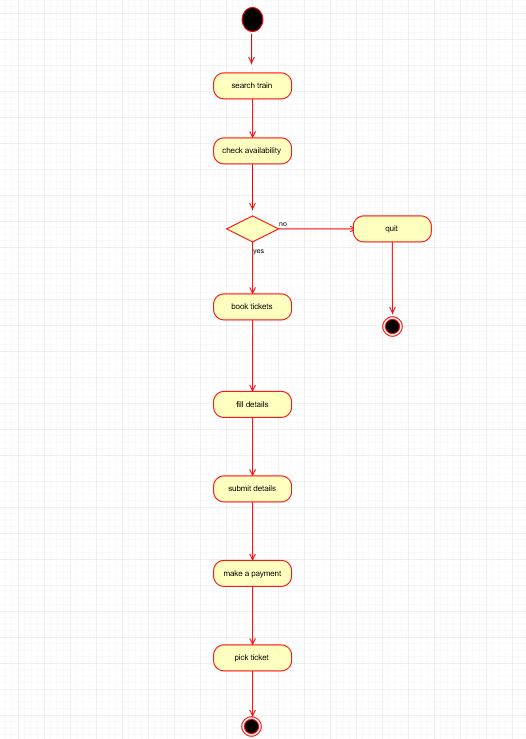 search train
check availability
no
quit
yes
book tickets
fill details
submit details
make a payment
pick ticket